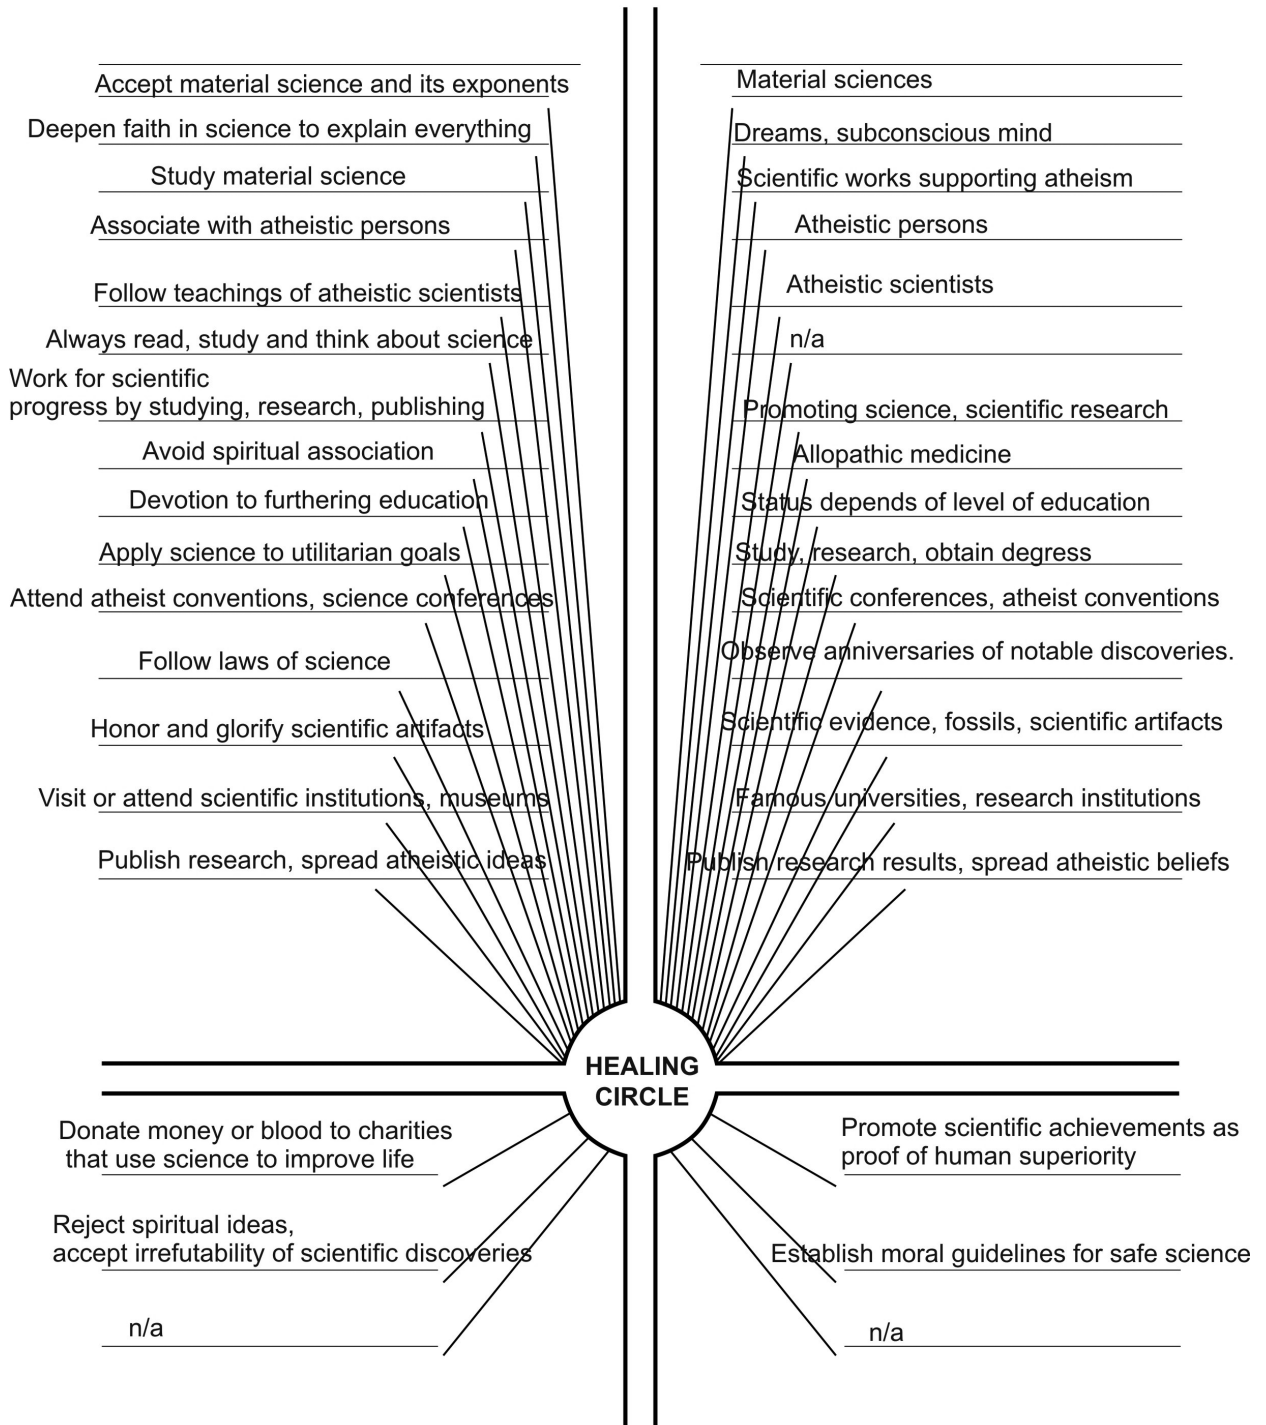 Accept material science and its exponents
Deepen faith in science to explain everything
Study material science
Associate with atheistic persons
Follow teachings of atheistic scientists
Always read, study and think about science
Work for scientific
progress by studying, research, publishing
Avoid spiritual association
Devotion to furthering education
Apply science to utilitarian goals
Attend atheist conventions, science conferences
Follow laws of science
Honor and glorify scientific artifacts
Visit or attend scientific institutions, museums
Publish research, spread atheistic ideas
Material sciences
Dreams, subconscious mind
Scientific works supporting atheism
Atheistic persons
Atheistic scientists
n/a
Promoting science, scientific research
Allopathic medicine
Status depends of level of education
Study, research, obtain degress
Scientific conferences, atheist conventions
Observe anniversaries of notable discoveries.
Scientific evidence, fossils, scientific artifacts
Famous universities, research institutions
Publish research results, spread atheistic beliefs
HEALING
CIRCLE
Donate money or blood to charities
that use science to improve life
Reject spiritual ideas,
accept irrefutability of scientific discoveries
n/a
Promote scientific achievements as
proof of human superiority
Establish moral guidelines for safe science
n/a